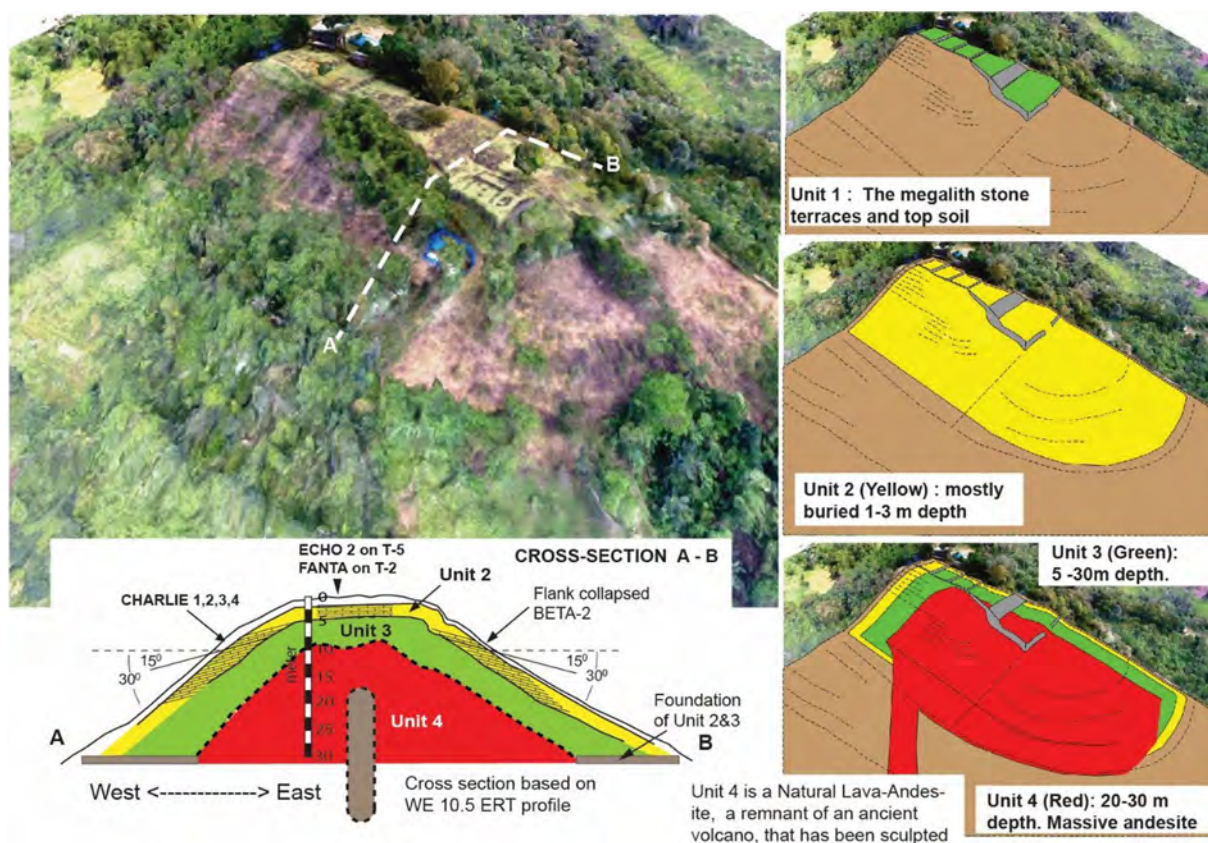 A
B
Unit 1 : The megalith stone
terraces and top soil
Unit 2 (Yellow) : mostly
buried 1-3 m depth
ECHO 2 on T-5
FANTA on T-2
CROSS-SECTION A - B
CHARLIE 1,2,3,4
Unit 2
Flank collapsed
BETA-2
Unit 3
0
5
10
15
20
25
30
meter
15⁰
30⁰
15⁰
30⁰
Unit 4
Foundation
of Unit 2&3
A
B
West <------------> East
Cross section based on
WE 10.5 ERT profile
Unit 3 (Green):
5 -30m depth.
Unit 4 is a Natural Lava-Andes-
ite, a remnant of an ancient
volcano, that has been sculpted
Unit 4 (Red): 20-30 m
depth. Massive andesite